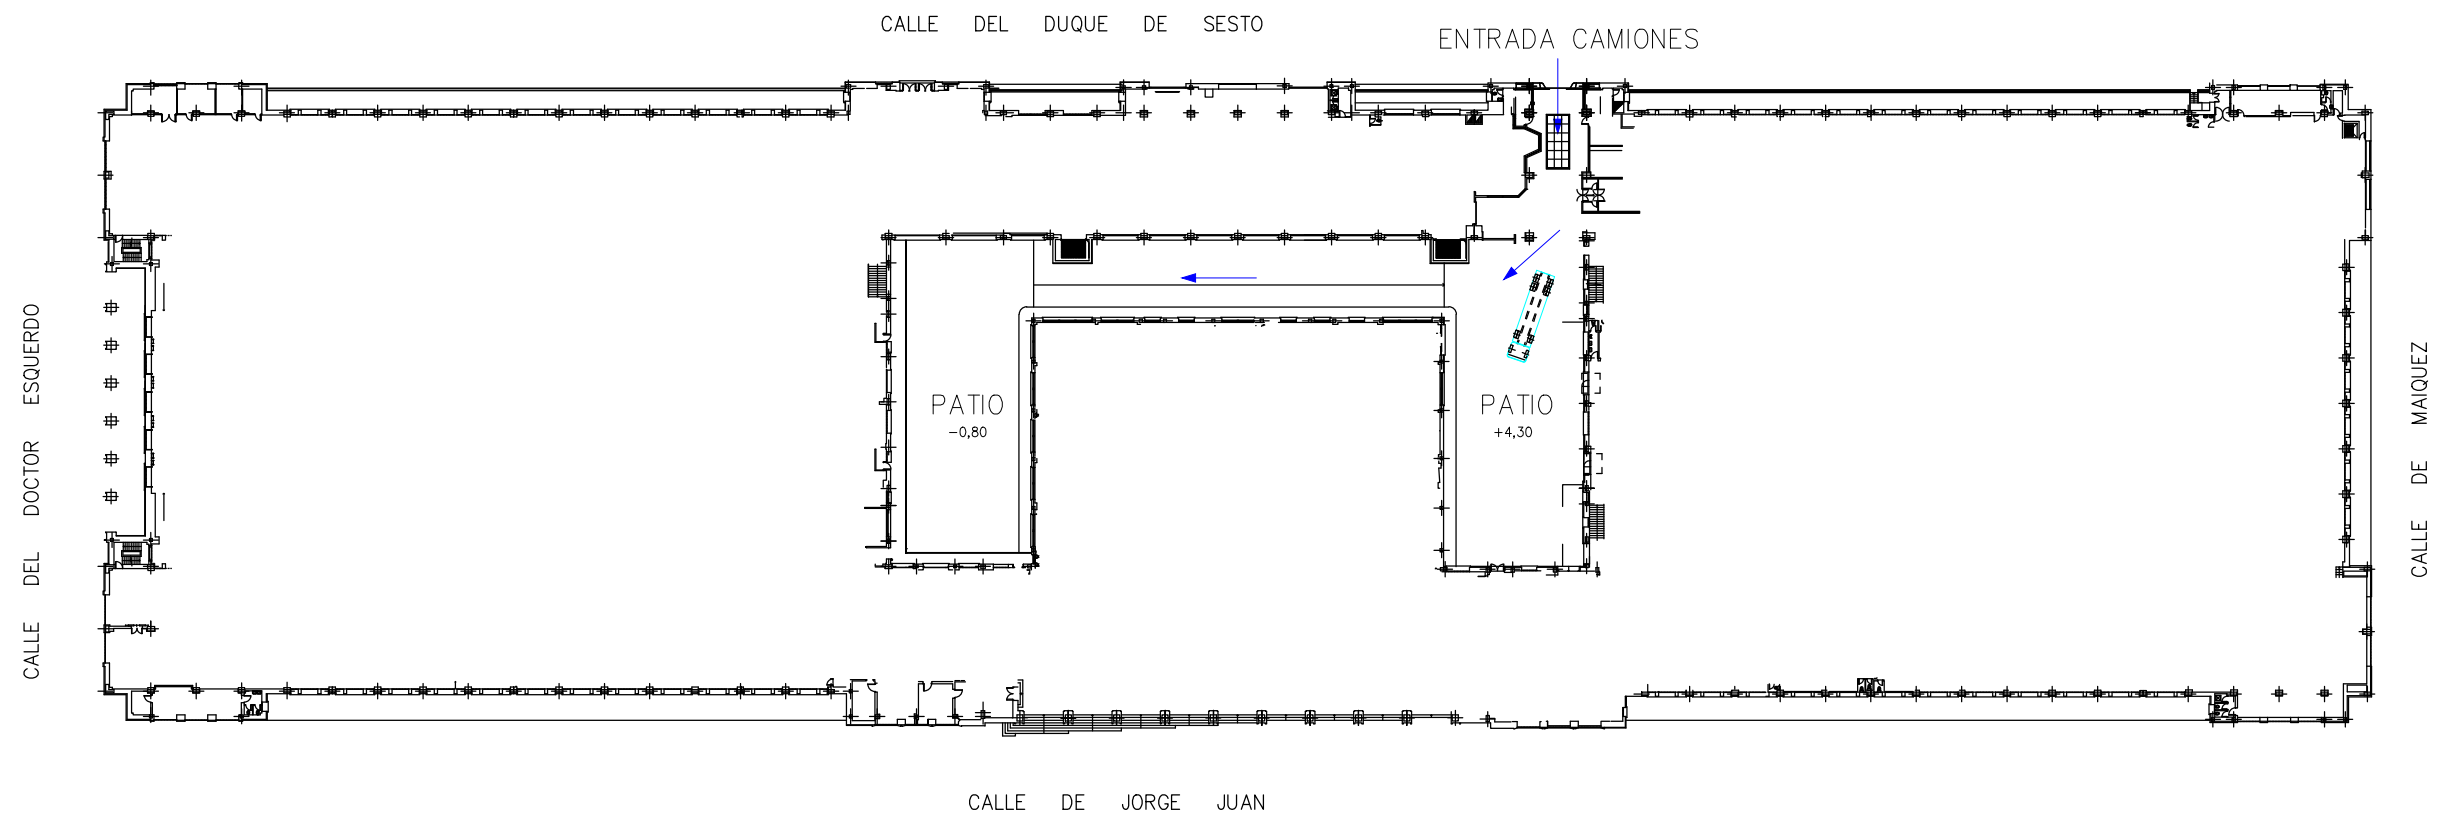 CALLE DEL DUQUE DE SESTO
ENTRADA CAMIONES
CALLE DEL DOCTOR ESQUERDO
PATIO
-0,80
PATIO
+4,30
CALLE DE MAIQUEZ
CALLE DE JORGE JUAN